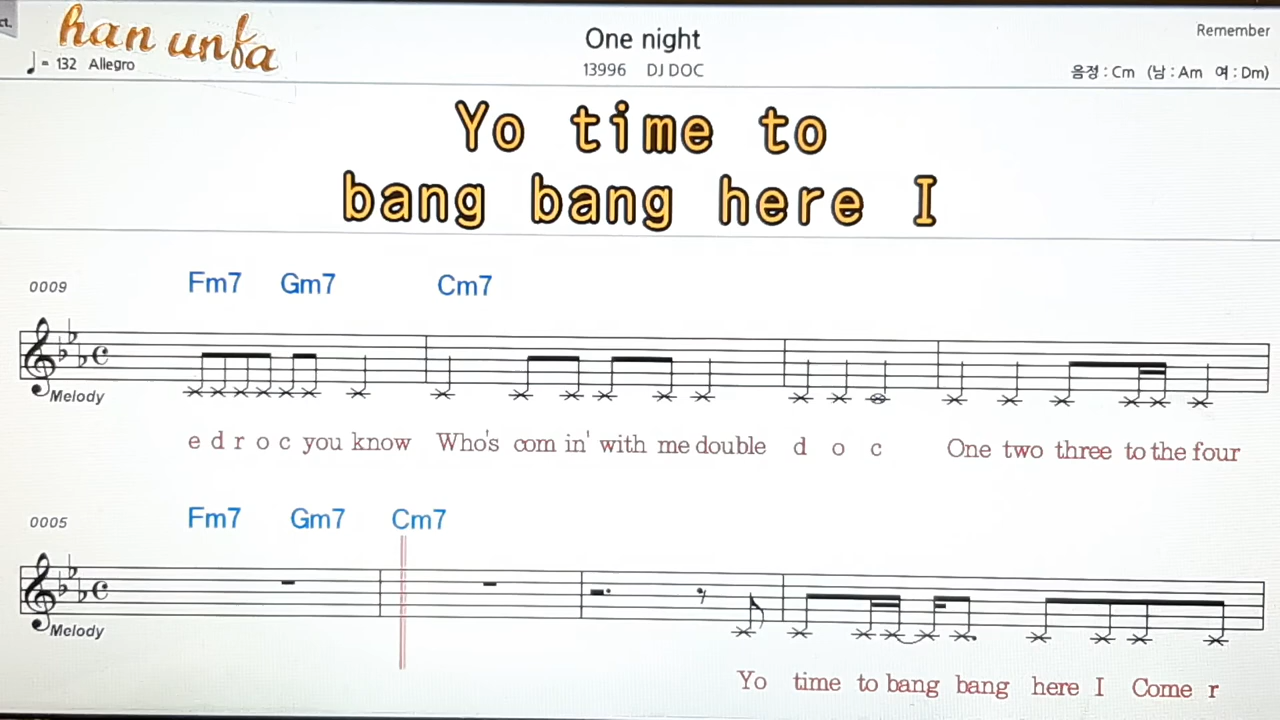 ct.
han unfa
Remember
One night
♩ = 132 Allegro
13996 DJ DOC
음정 : Cm (남 : Am 여 : Dm)
Yo time to
bang bang here I
0009
Fm7 Gm7 Cm7
Melody
e d r o c you know Who's com in' with me double d o c One two three to the four
0005
Fm7 Gm7 Cm7
Melody
Yo time to bang bang here I Come r